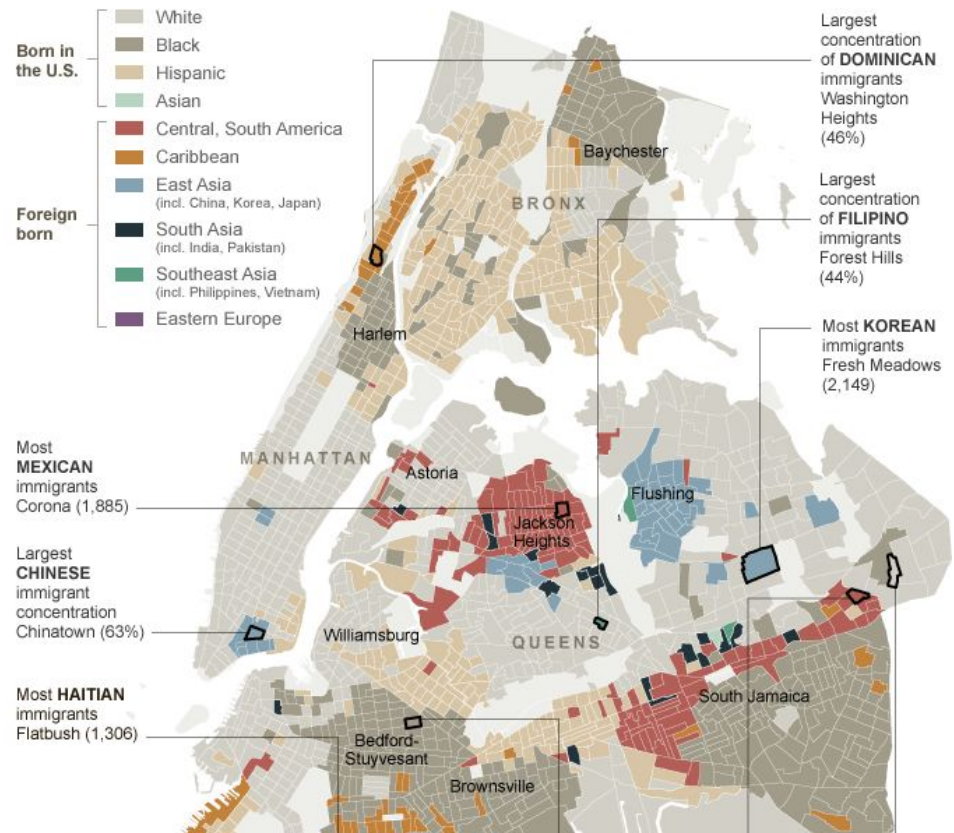 Born in
the U.S.
White
Black
Hispanic
Asian
Foreign
born
Central, South America
Caribbean
East Asia
(incl. China, Korea, Japan)
South Asia
(incl. India, Pakistan)
Southeast Asia
(incl. Philippines, Vietnam)
Eastern Europe
Largest
concentration
of DOMINICAN
immigrants
Washington
Heights
(46%)
Largest
concentration
of FILIPINO
immigrants
Forest Hills
(44%)
Most KOREAN
immigrants
Fresh Meadows
(2,149)
Most
MEXICAN
immigrants
Corona (1,885)
Largest
CHINESE
immigrant
concentration
Chinatown (63%)
Most HAITIAN
immigrants
Flatbush (1,306)
Baychester
BRONX
Harlem
MANHATTAN
Astoria
Flushing
Jackson
Heights
Williamsburg
QUEENS
South Jamaica
Bedford-
Stuyvesant
Brownsville